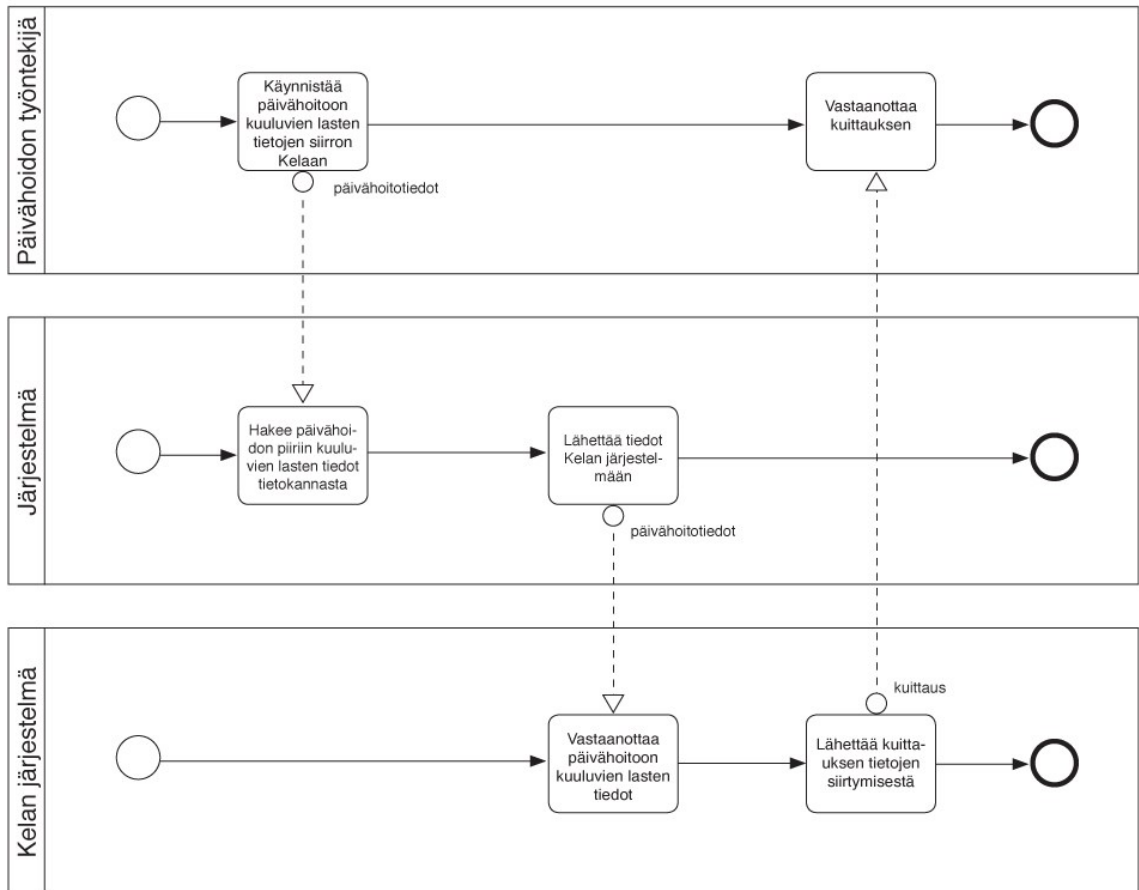 Päivähoidon työntekijä
Käynnistää
päivähoitoon
kuuluvien lasten
tietojen siirron
Kelaan
päivähoitotiedot
Vastaanottaa
kuittauksen
Järjestelmä
Hakee päivähoi-
don piiriin kuulu-
vien lasten tiedot
tietokannasta
Lähettää tiedot
Kelan järjestel-
mään
päivähoitotiedot
Kelan järjestelmä
Vastaanottaa
päivähoitoon
kuuluvien lasten
tiedot
kuittaus
Lähettää kuitta-
uksen tietojen
siirtymisestä